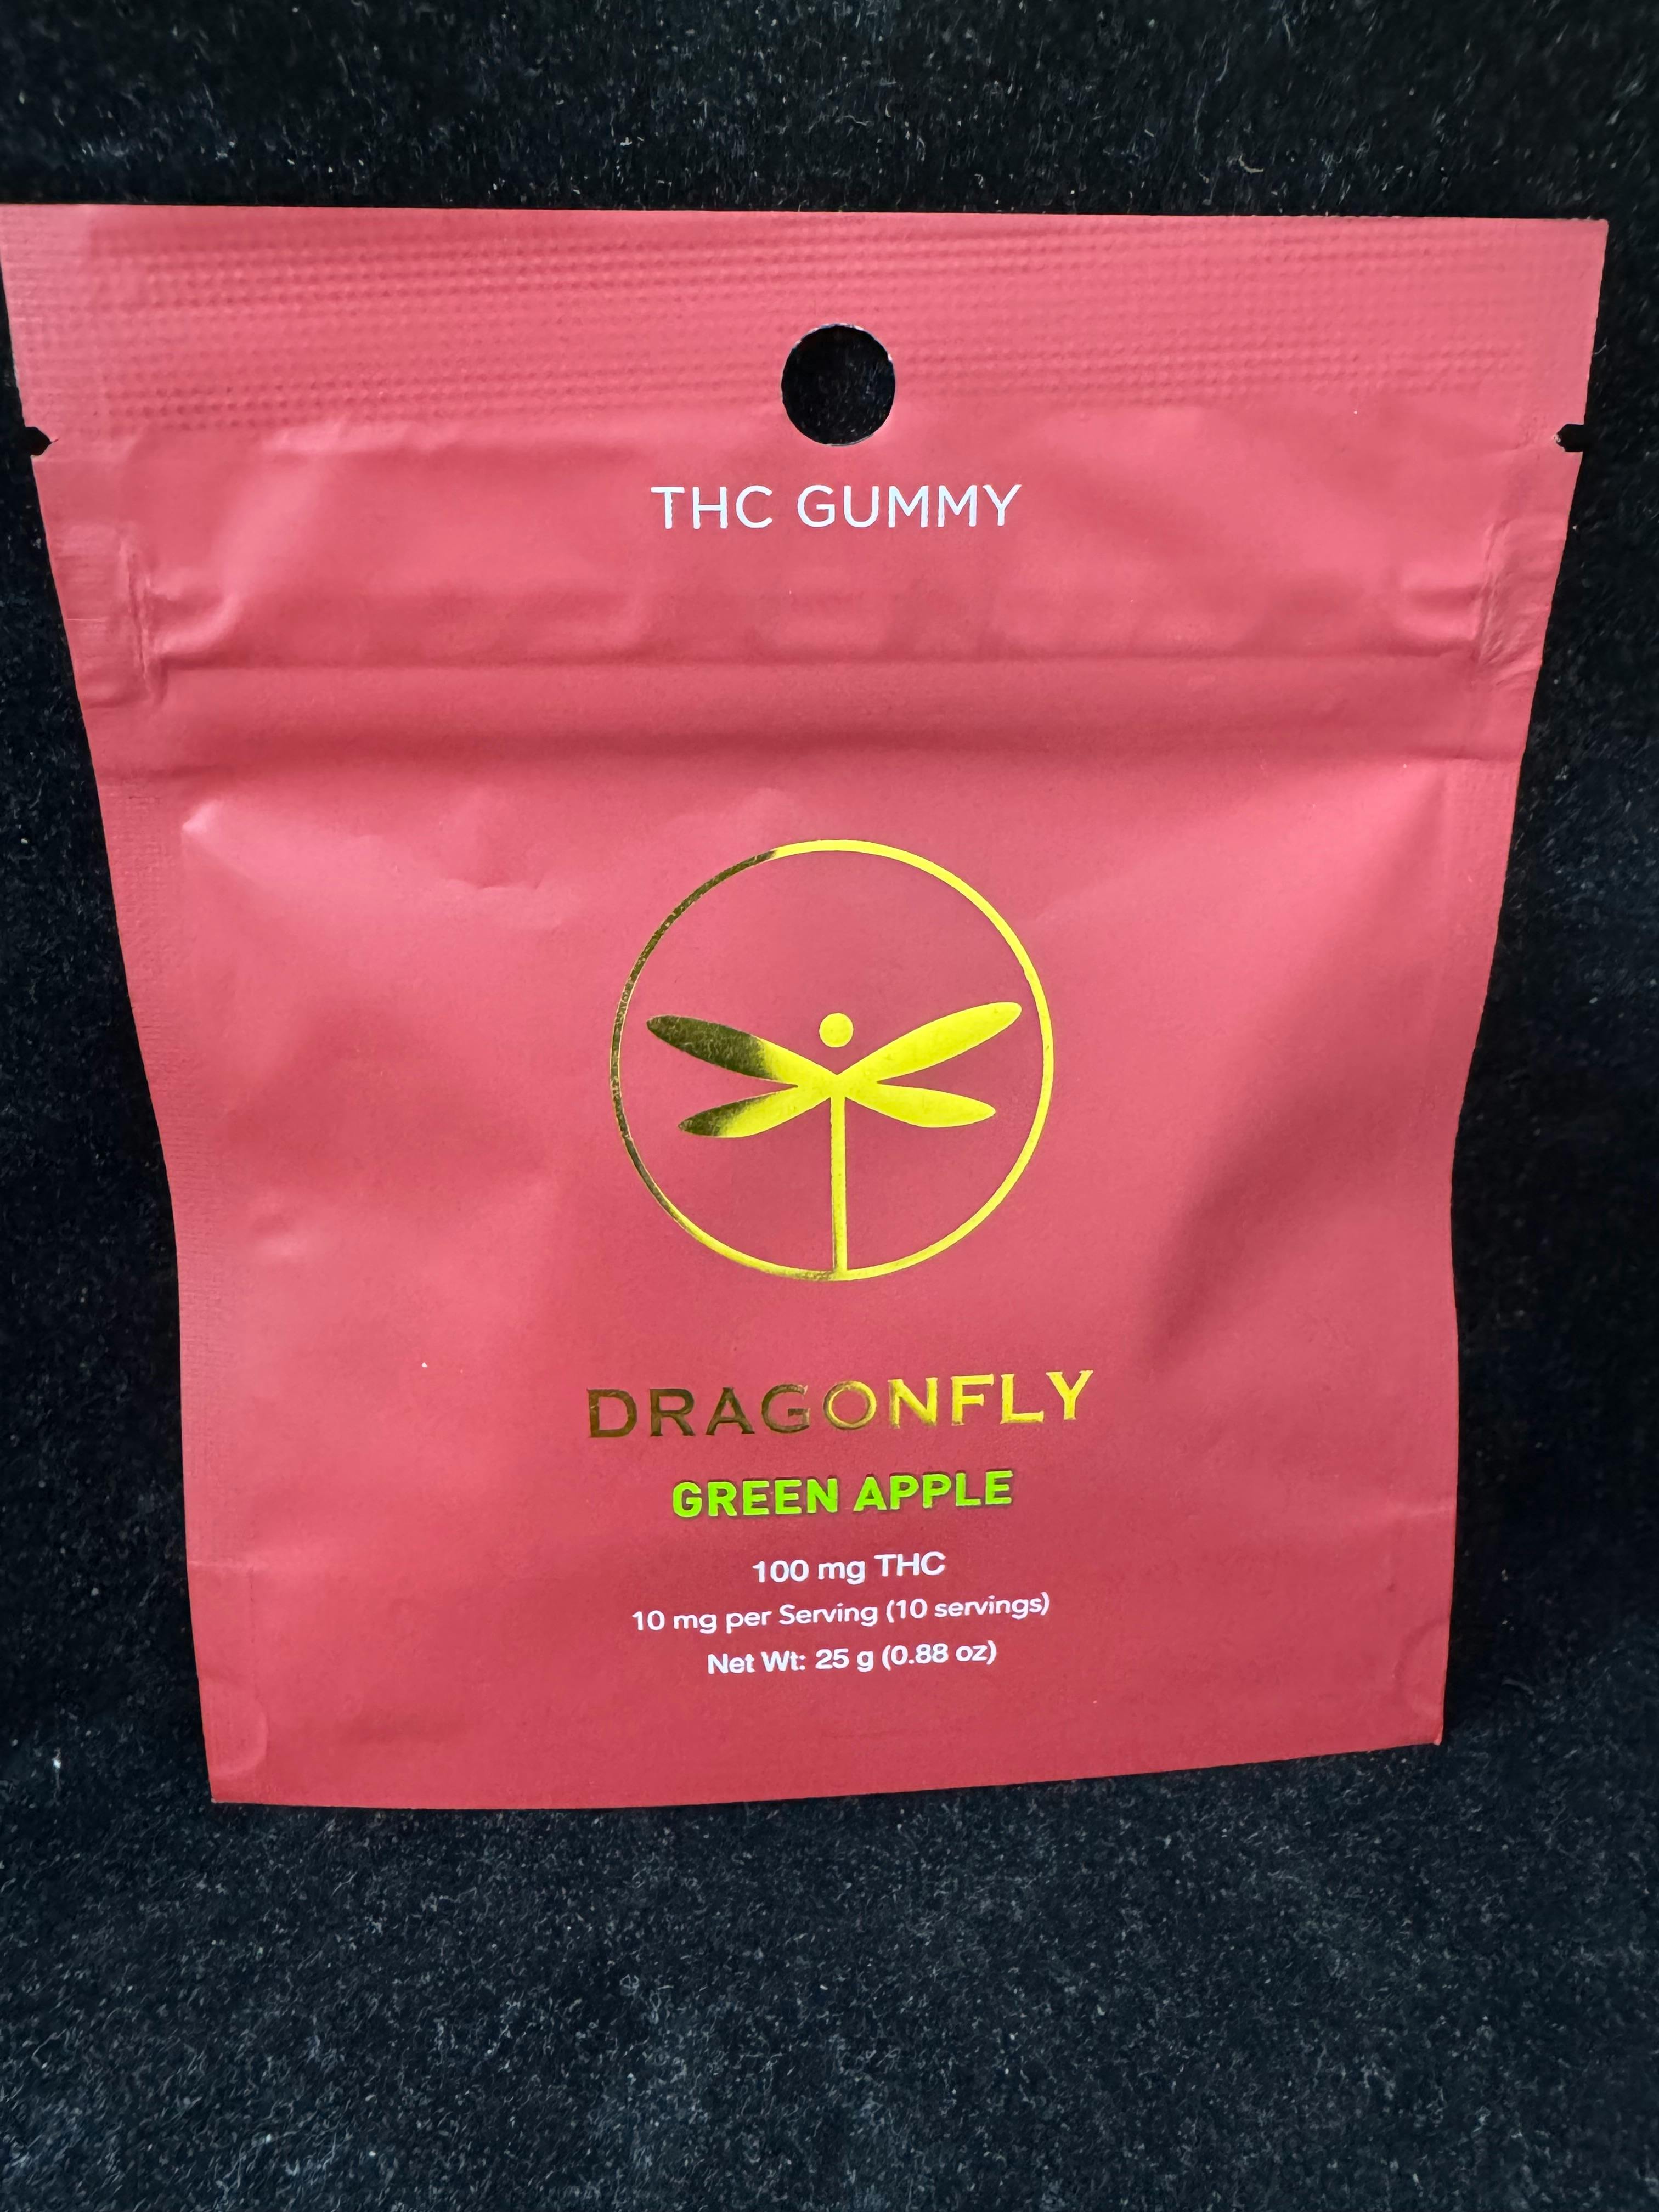 THC GUMMY
DRAGONFLY
GREEN APPLE
100 mg THC
10 mg per Serving (10 servings)
Net Wt: 25 g (0.88 oz)